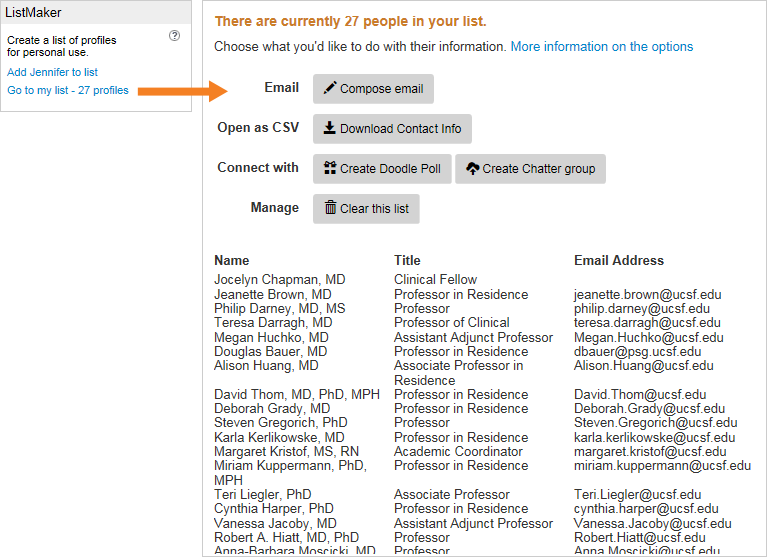 ListMaker
Create a list of profiles
for personal use.
Add Jennifer to list
Go to my list - 27 profiles
There are currently 27 people in your list.
Choose what you'd like to do with their information. More information on the options
Email Compose email
Open as CSV Download Contact Info
Connect with Create Doodle Poll Create Chatter group
Manage Clear this list
Name Title Email Address
Jocelyn Chapman, MD Clinical Fellow
Jeanette Brown, MD Professor in Residence jeanette.brown@ucsf.edu
Philip Darney, MD, MS Professor philip.darney@ucsf.edu
Teresa Darragh, MD Professor of Clinical teresa.darragh@ucsf.edu
Megan Huchko, MD Assistant Adjunct Professor Megan.Huchko@ucsf.edu
Douglas Bauer, MD Professor in Residence dbauer@psg.ucsf.edu
Alison Huang, MD Associate Professor in Alison.Huang@ucsf.edu
Residence
David Thom, MD, PhD, MPH Professor in Residence David.Thom@ucsf.edu
Deborah Grady, MD Professor in Residence Deborah.Grady@ucsf.edu
Steven Gregorich, PhD Professor Steven.Gregorich@ucsf.edu
Karla Kerlikowske, MD Professor in Residence karla.kerlikowske@ucsf.edu
Margaret Kristof, MS, RN Academic Coordinator margaret.kristof@ucsf.edu
Miriam Kuppermann, PhD, Professor in Residence miriam.kuppermann@ucsf.edu
MPH
Teri Liegler, PhD Associate Professor Teri.Liegler@ucsf.edu
Cynthia Harper, PhD Professor in Residence cynthia.harper@ucsf.edu
Vanessa Jacoby, MD Assistant Adjunct Professor Vanessa.Jacoby@ucsf.edu
Robert A. Hiatt, MD, PhD Professor Robert.Hiatt@ucsf.edu
Anna-Barbara Moscicki, MD Professor Anna.Moscicki@ucsf.edu